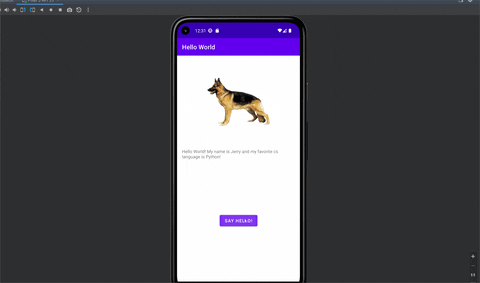 12:31
Hello World
Hello World! My name is Jerry and my favorite cs
language is Python!
SAY HELLO!
1:1